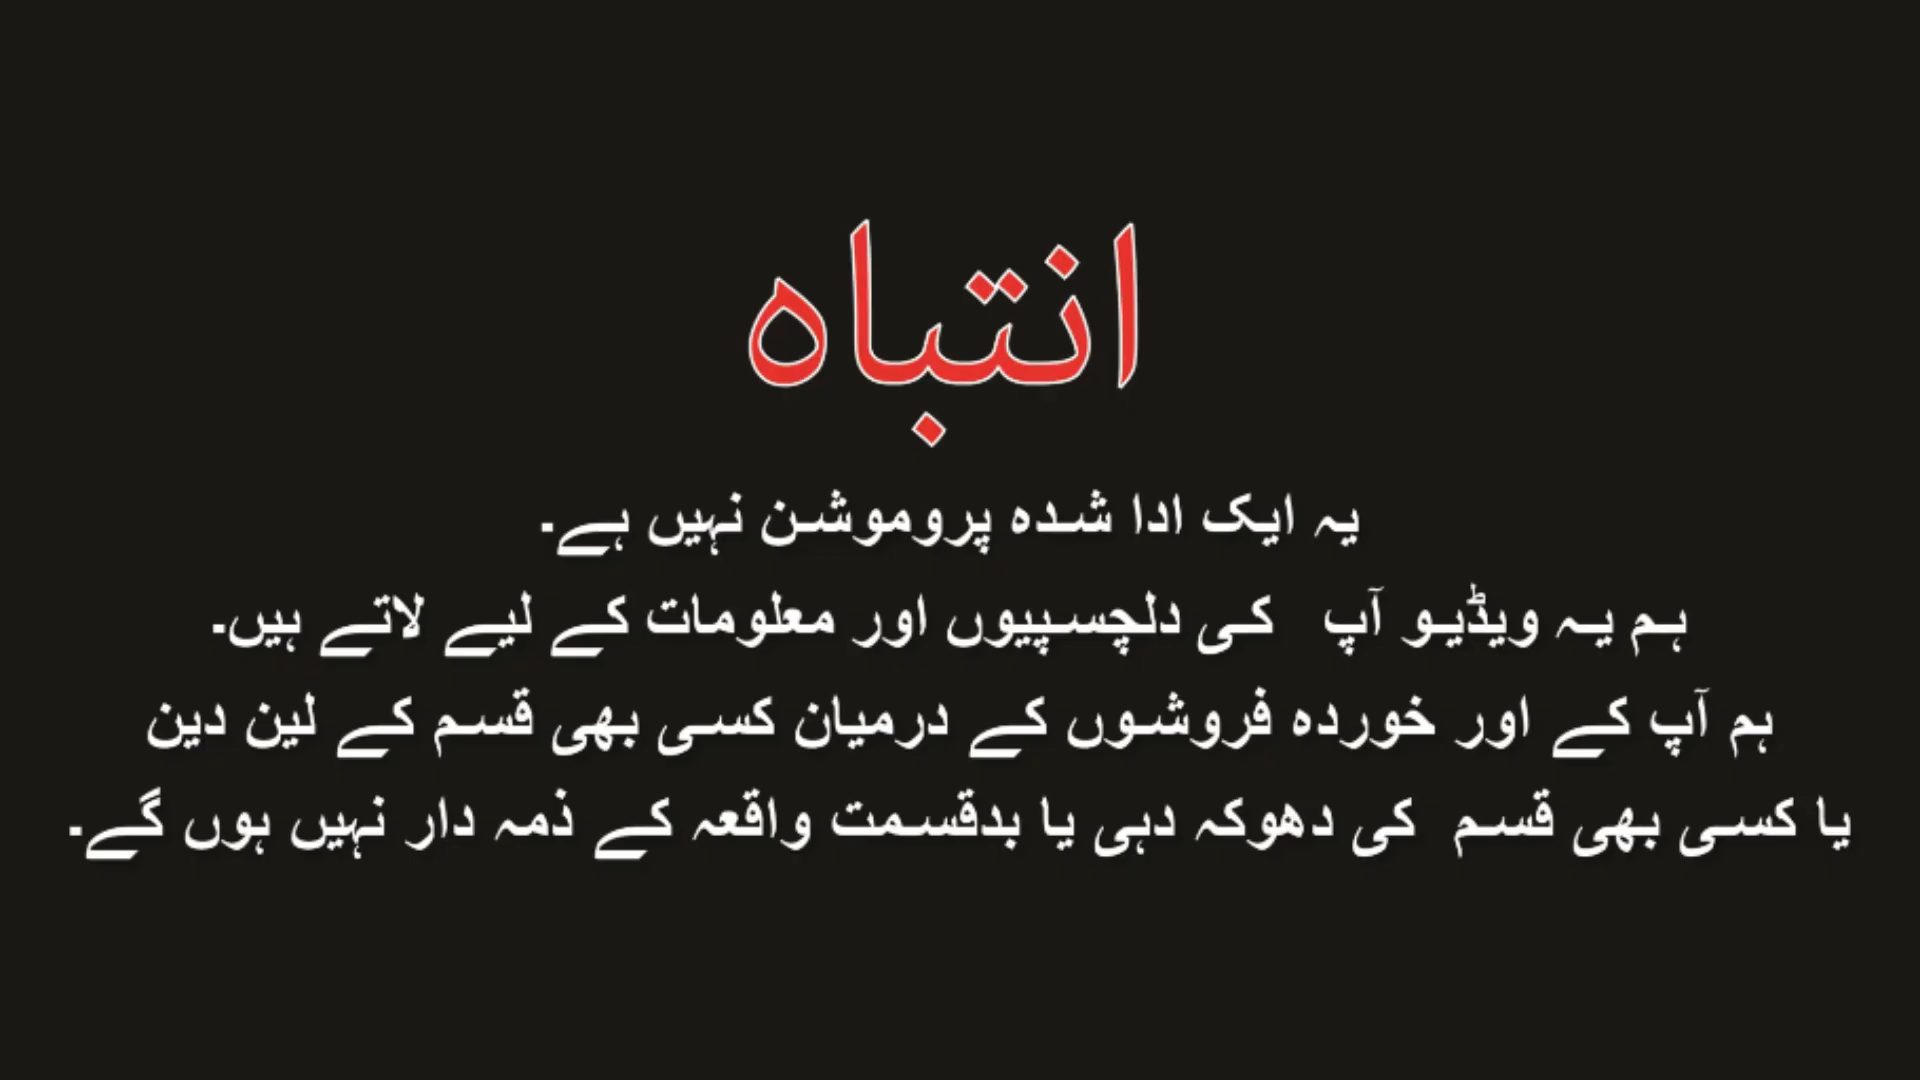 انتباہ
یہ ایک ادا شدہ پروموشن نہیں ہے۔
ہم یہ ویڈیو آپ کی دلچسپیوں اور معلومات کے لیے لاتے ہیں۔
ہم آپ کے اور خوردہ فروشوں کے درمیان کسی بھی قسم کے لین دین
یا کسی بھی قسم کی دھوکہ دہی یا بدقسمت واقعہ کے ذمہ دار نہیں ہوں گے۔